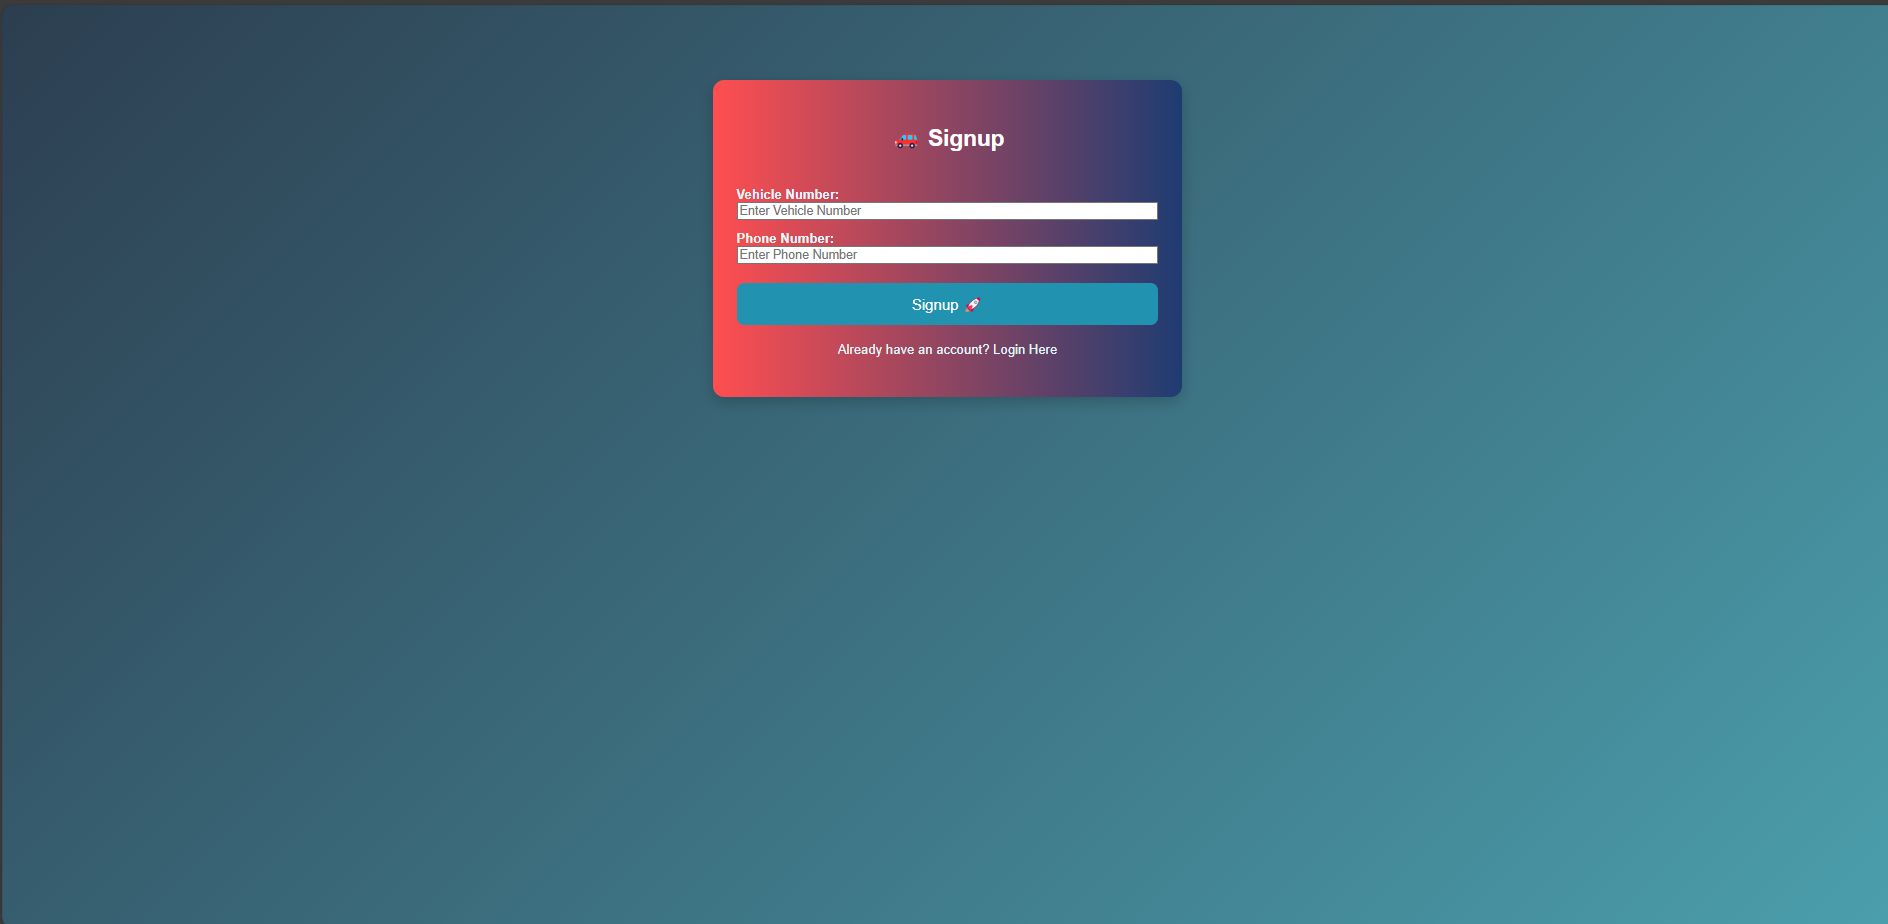 🚗 Signup
Vehicle Number:
Enter Vehicle Number
Phone Number:
Enter Phone Number
Signup 🚀
Already have an account? Login Here